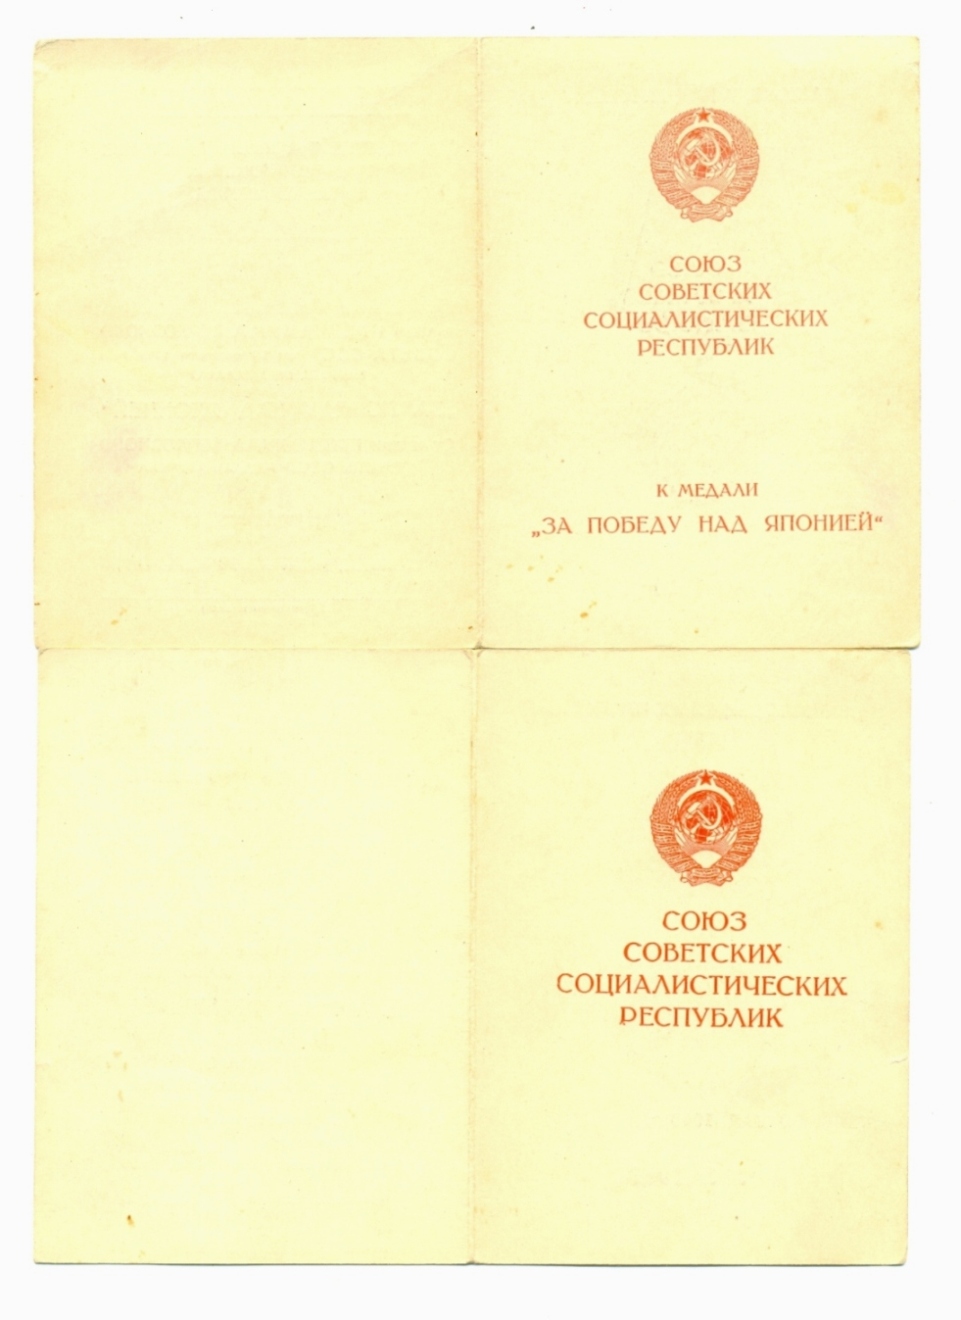 СОЮЗ
СОВЕТСКИХ
СОЦИАЛИСТИЧЕСКИХ
РЕСПУБЛИК
К МЕДАЛИ
„ЗА ПОБЕДУ НАД ЯПОНИЕЙ“
СОЮЗ
СОВЕТСКИХ
СОЦИАЛИСТИЧЕСКИХ
РЕСПУБЛИК